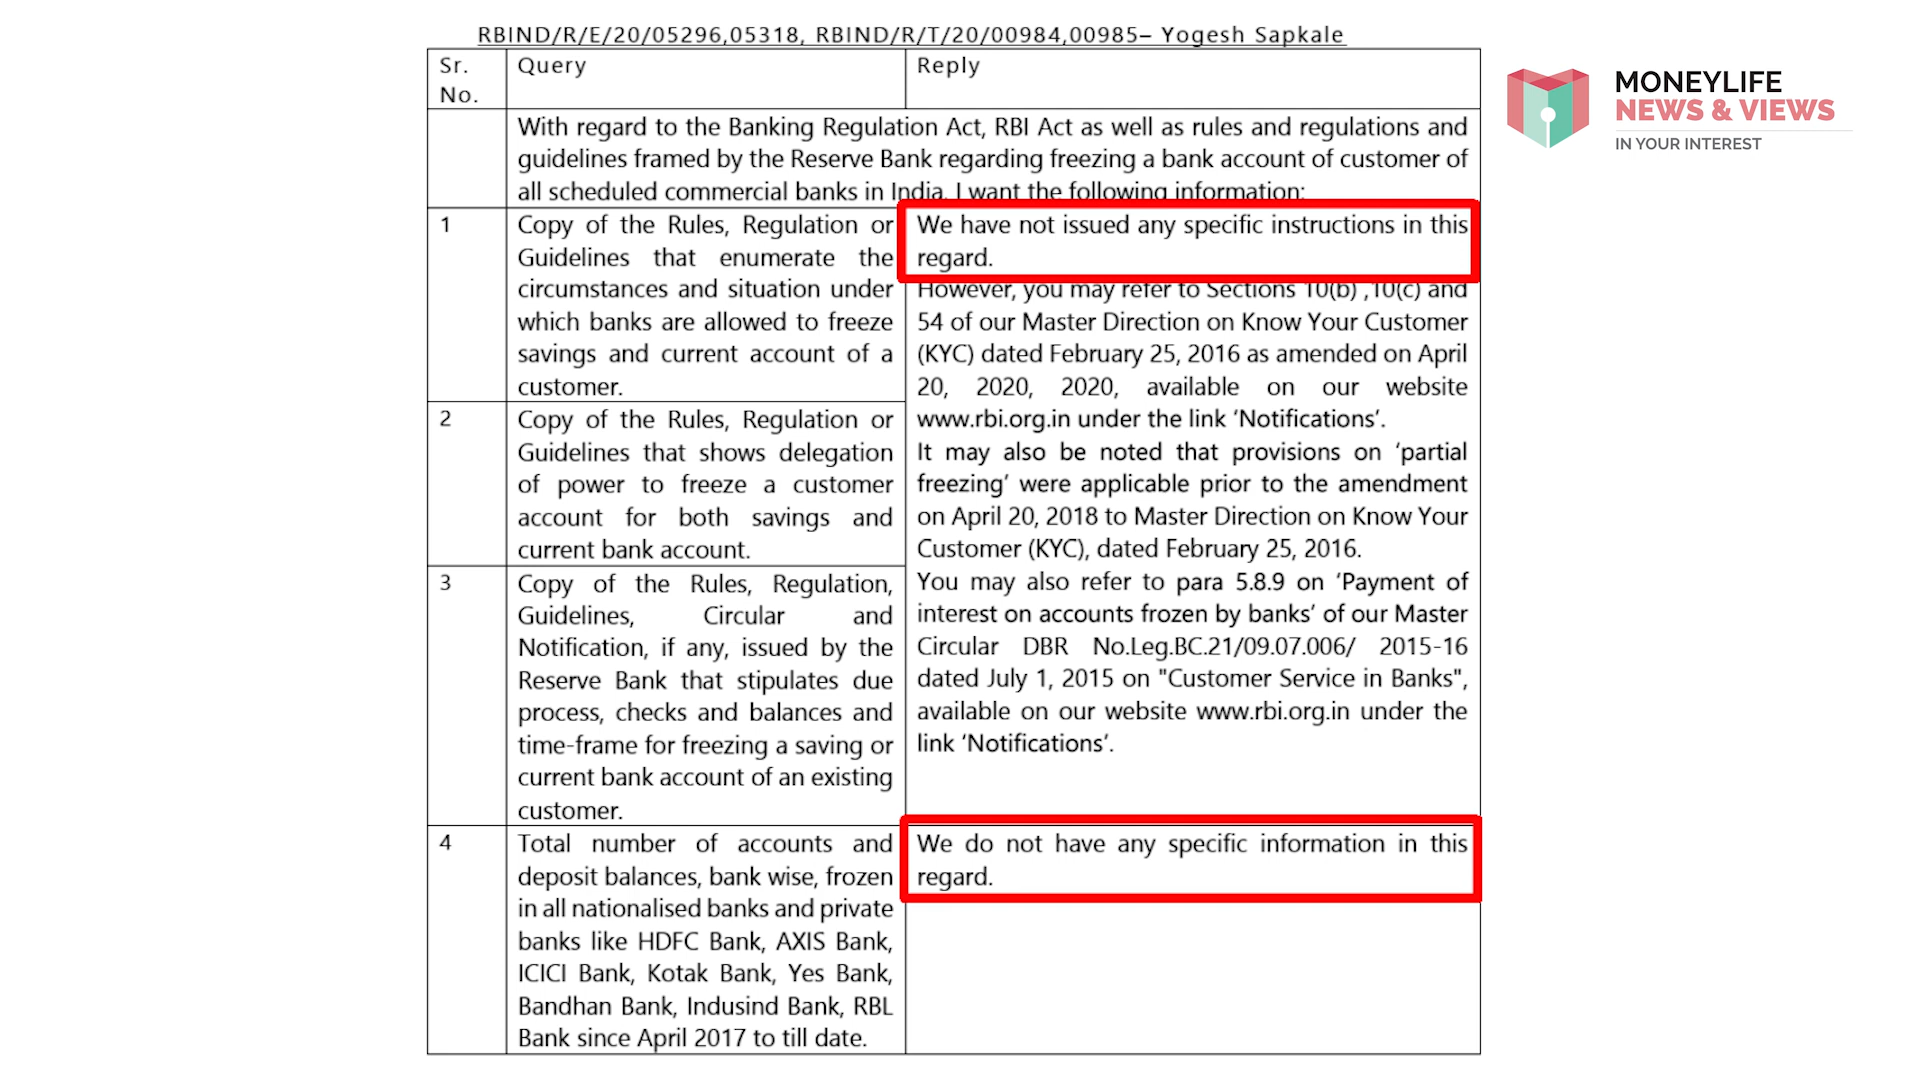 RBIND/R/E/20/05296,05318, RBIND/R/T/20/00984,00985– Yogesh Sapkale
Sr.
No.
Query
Reply
With regard to the Banking Regulation Act, RBI Act as well as rules and regulations and
guidelines framed by the Reserve Bank regarding freezing a bank account of customer of
all scheduled commercial banks in India. I want the following information:
1
Copy of the Rules, Regulation or
Guidelines that enumerate the
circumstances and situation under
which banks are allowed to freeze
savings and current account of a
customer.
2
Copy of the Rules, Regulation or
Guidelines that shows delegation
of power to freeze a customer
account for both savings and
current bank account.
3
Copy of the Rules, Regulation,
Guidelines, Circular and
Notification, if any, issued by the
Reserve Bank that stipulates due
process, checks and balances and
time-frame for freezing a saving or
current bank account of an existing
customer.
We have not issued any specific instructions in this
regard.
However, you may refer to Sections 10(b) ,10(c) and
54 of our Master Direction on Know Your Customer
(KYC) dated February 25, 2016 as amended on April
20, 2020, 2020, available on our website
www.rbi.org.in under the link ‘Notifications’.
It may also be noted that provisions on ‘partial
freezing’ were applicable prior to the amendment
on April 20, 2018 to Master Direction on Know Your
Customer (KYC), dated February 25, 2016.
You may also refer to para 5.8.9 on ‘Payment of
interest on accounts frozen by banks’ of our Master
Circular DBR No.Leg.BC.21/09.07.006/ 2015-16
dated July 1, 2015 on "Customer Service in Banks",
available on our website www.rbi.org.in under the
link ‘Notifications’.
4
Total number of accounts and
deposit balances, bank wise, frozen
in all nationalised banks and private
banks like HDFC Bank, AXIS Bank,
ICICI Bank, Kotak Bank, Yes Bank,
Bandhan Bank, Indusind Bank, RBL
Bank since April 2017 to till date.
We do not have any specific information in this
regard.
MONEYLIFE
NEWS & VIEWS
IN YOUR INTEREST